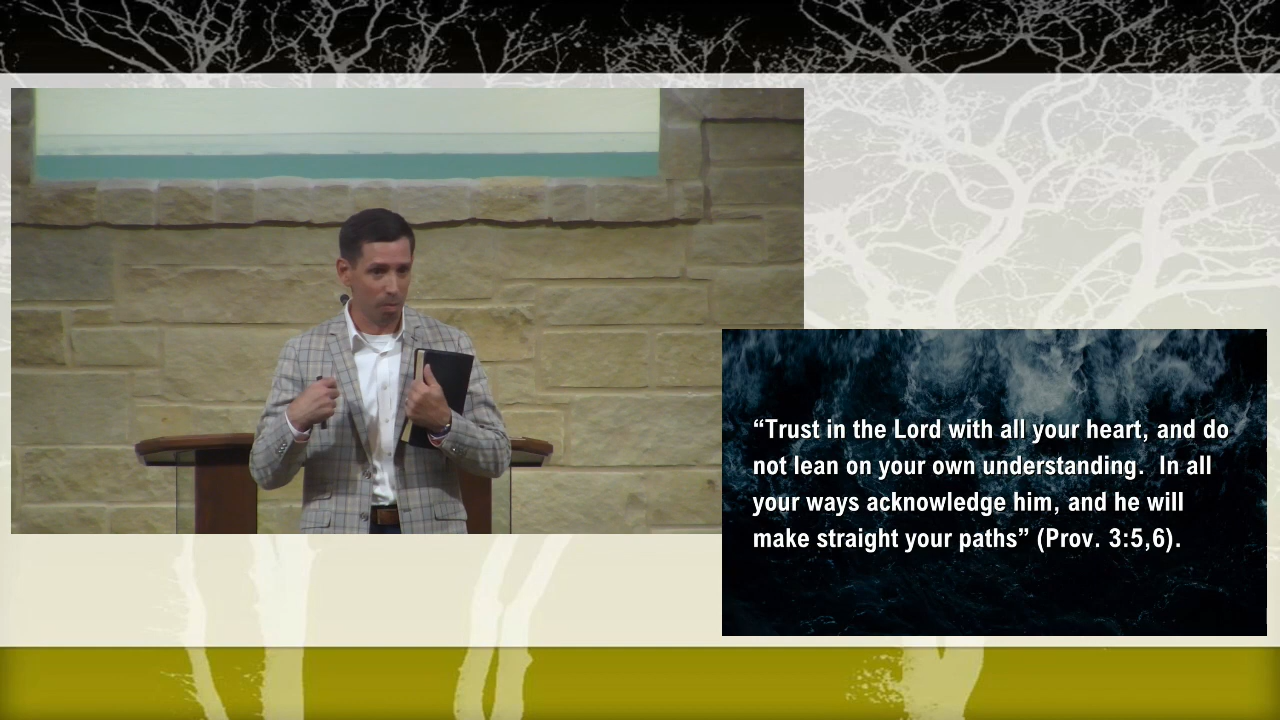 “Trust in the Lord with all your heart, and do
not lean on your own understanding.  In all
your ways acknowledge him, and he will
make straight your paths” (Prov. 3:5,6).